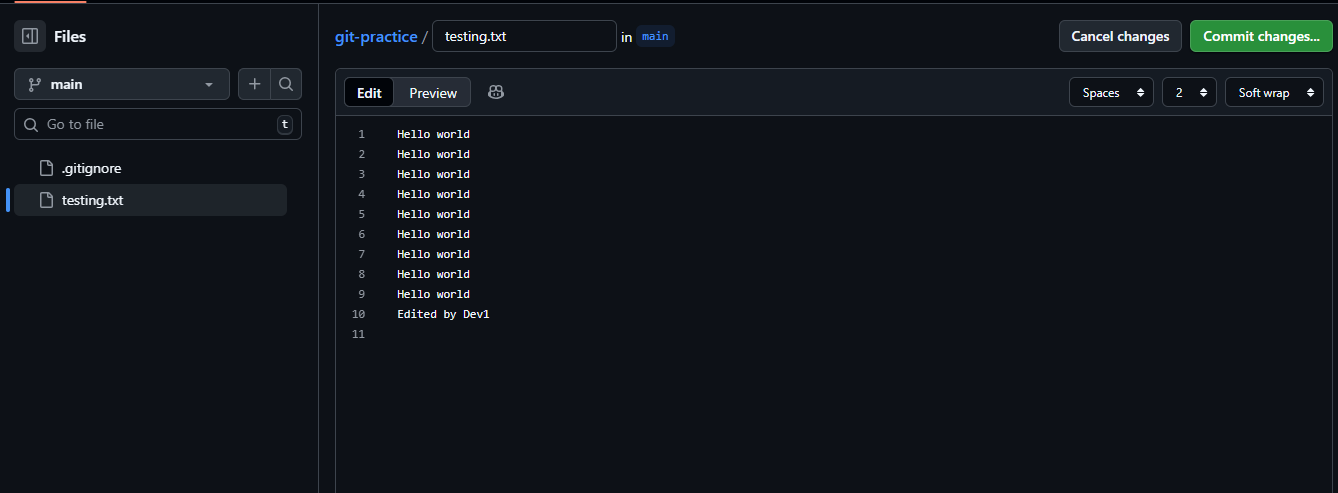 Files
git-practice / testing.txt in main
Cancel changes
Commit changes...
main
Go to file
t
.gitignore
testing.txt
Edit
Preview
Spaces
2
Soft wrap
1 Hello world
2 Hello world
3 Hello world
4 Hello world
5 Hello world
6 Hello world
7 Hello world
8 Hello world
9 Hello world
10 Edited by Dev1
11